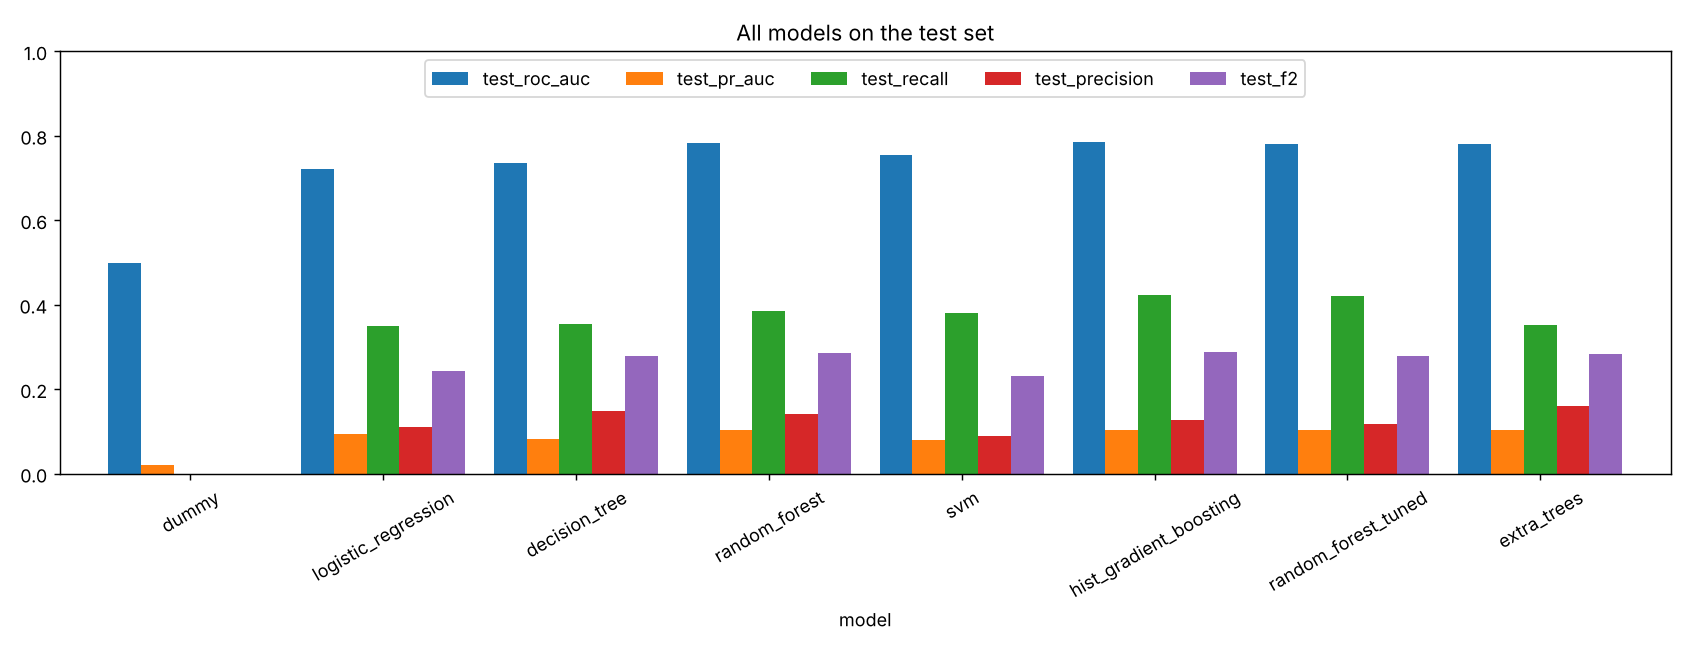 All models on the test set
test_roc_auc test_pr_auc test_recall test_precision test_f2
1.0
0.8
0.6
0.4
0.2
0.0
dummy
logistic_regression
decision_tree
random_forest
svm
hist_gradient_boosting
random_forest_tuned
extra_trees
model